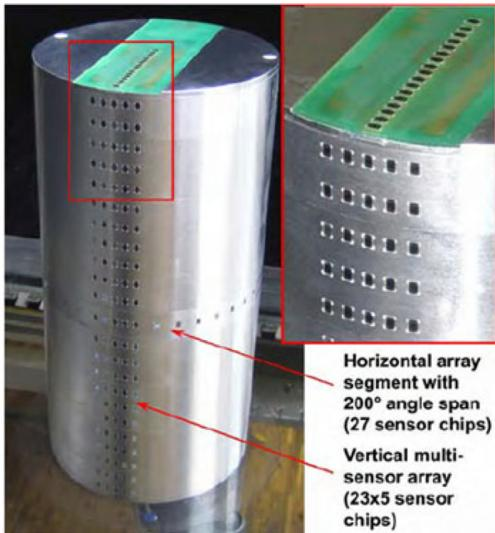 Horizontal array
segment with
200° angle span
(27 sensor chips)
Vertical multi-
sensor array
(23x5 sensor
chips)